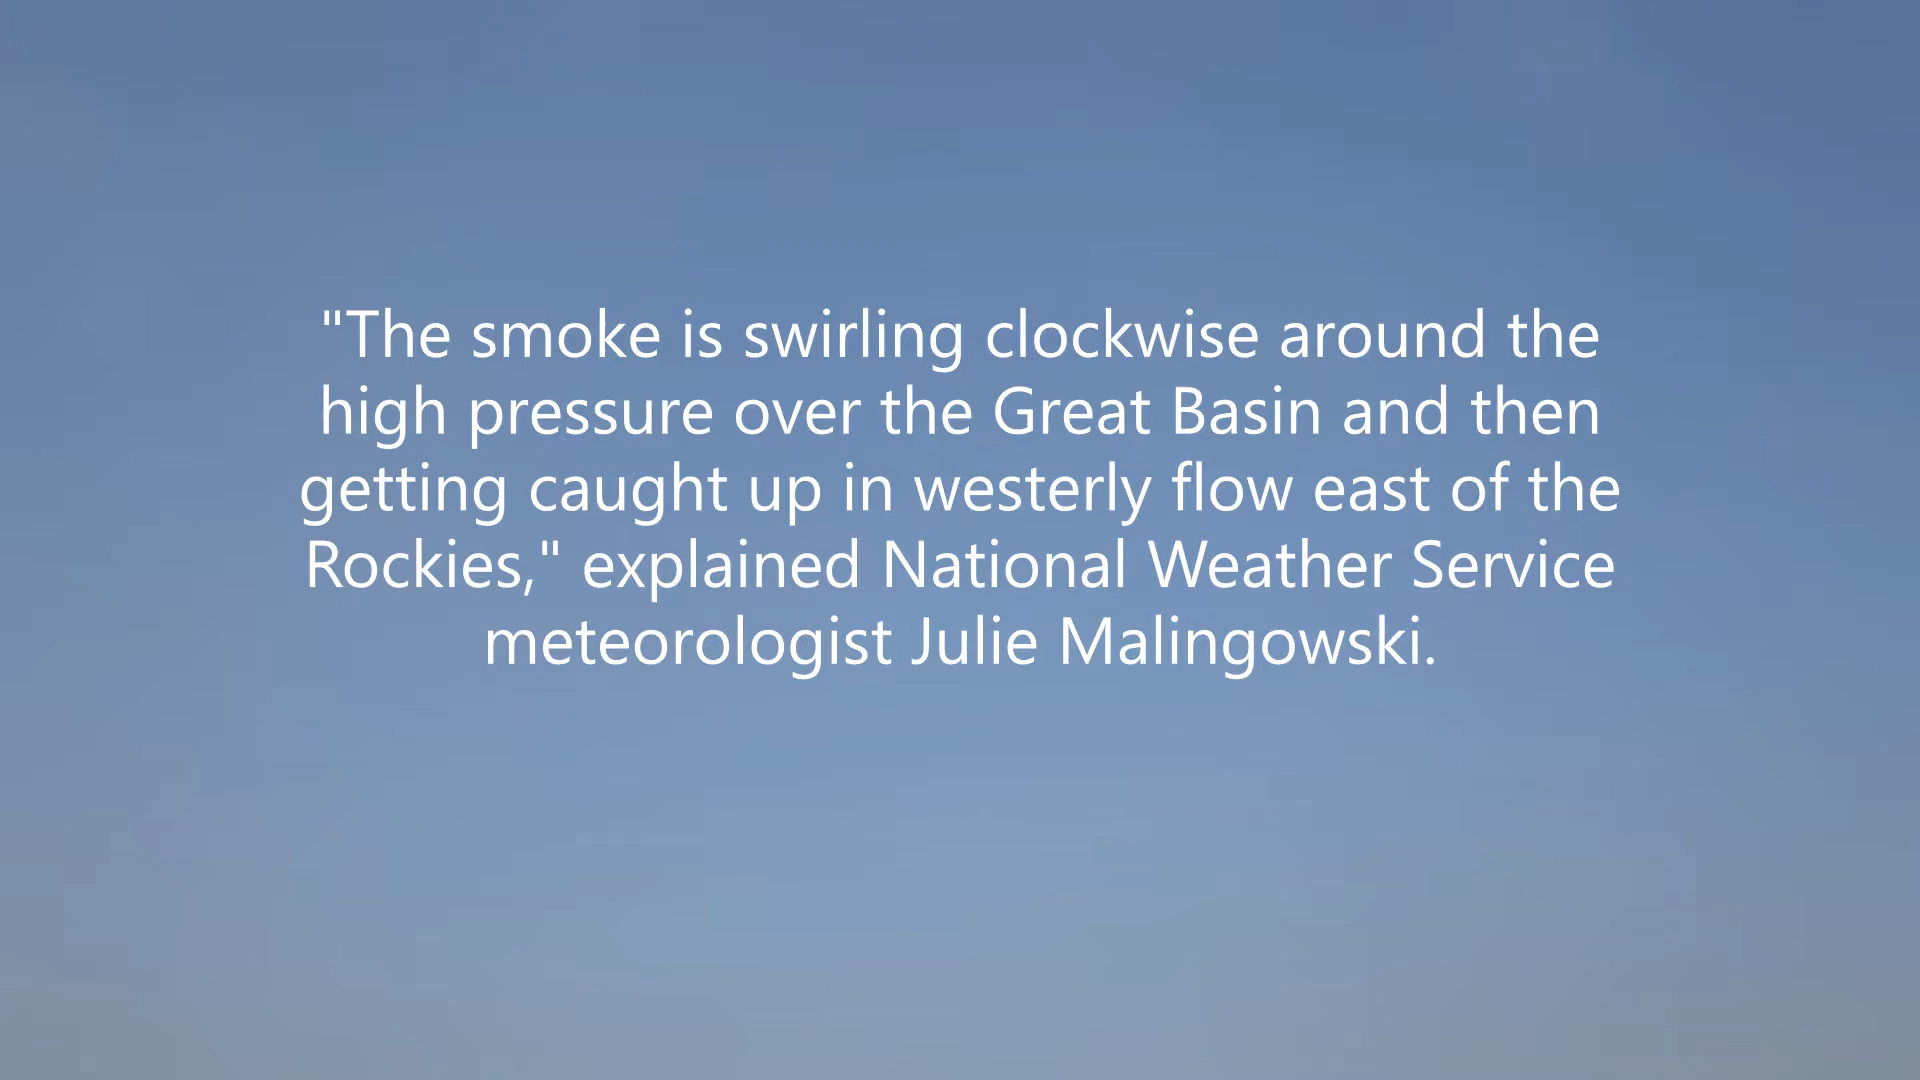 "The smoke is swirling clockwise around the
high pressure over the Great Basin and then
getting caught up in westerly flow east of the
Rockies," explained National Weather Service
meteorologist Julie Malingowski.